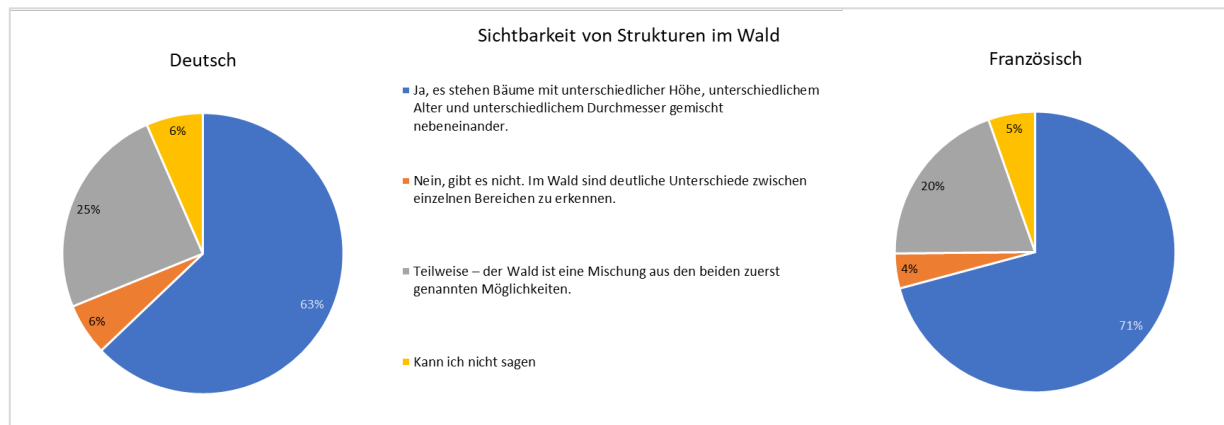 Sichtbarkeit von Strukturen im Wald
Deutsch
6%
25%
6%
63%
Ja, es stehen Bäume mit unterschiedlicher Höhe, unterschiedlichem
Alter und unterschiedlichem Durchmesser gemischt
nebeneinander.
Nein, gibt es nicht. Im Wald sind deutliche Unterschiede zwischen
einzelnen Bereichen zu erkennen.
Teilweise – der Wald ist eine Mischung aus den beiden zuerst
genannten Möglichkeiten.
Kann ich nicht sagen
Französisch
5%
20%
4%
71%